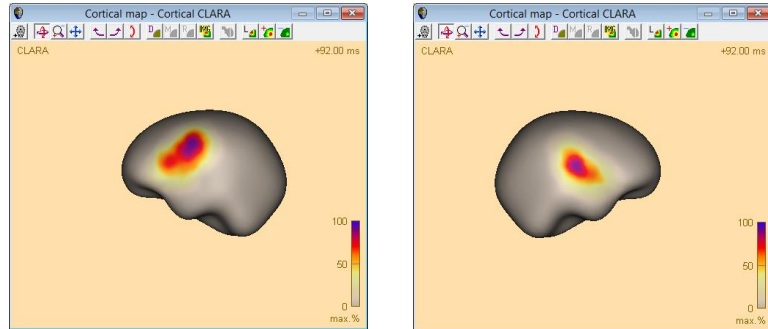 Cortical map - Cortical CLARA
CLARA
+92.00 ms
100
50
0
max.%
Cortical map - Cortical CLARA
CLARA
+92.00 ms
100
50
0
max.%